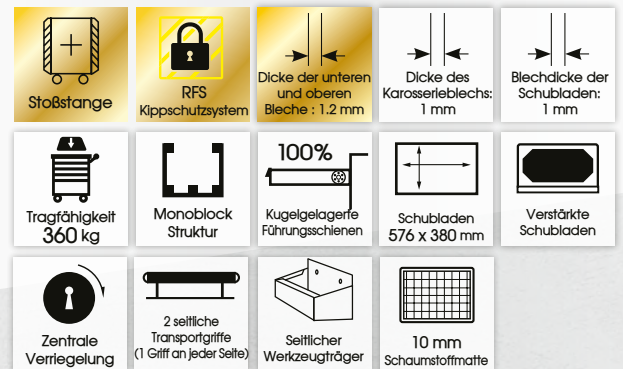 Stoßstange
RFS
Kippschutzsystem
Dicke der unteren
und oberen
Bleche : 1.2 mm
Dicke des
Karosserieblechs:
1 mm
Blechdicke der
Schubladen:
1 mm
Tragfähigkeit
360 kg
Monoblock
Struktur
100%
Kugelgelagerte
Führungsschienen
Schubladen
576 x 380 mm
Verstärkte
Schubladen
Zentrale
Verriegelung
2 seitliche
Transportgriffe
(1 Griff an jeder Seite)
Seitlicher
Werkzeugträger
10 mm
Schaumstoffmatte